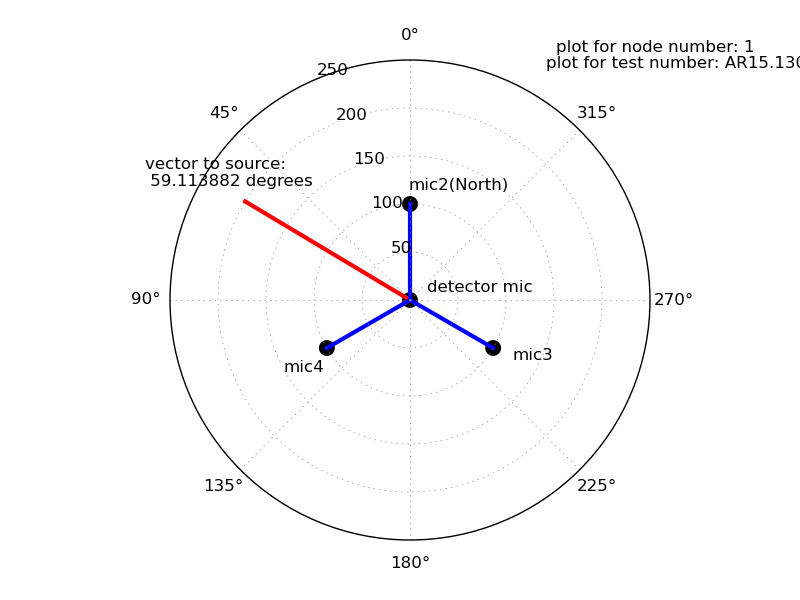 0°
plot for node number: 1
plot for test number: AR15.130
250
45°
315°
200
150
vector to source:
59.113882 degrees
mic2(North)
100
50
detector mic
90°
270°
mic4
mic3
135°
225°
180°